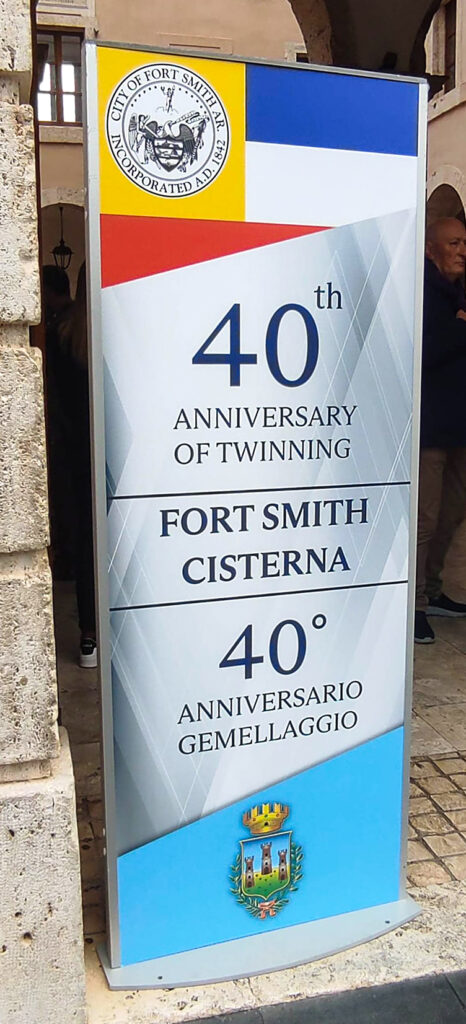 CITY OF FORT SMITH AR.
INCORPORATED A.D. 1842
40th
ANNIVERSARY
OF TWINNING
FORT SMITH
CISTERNA
40°
ANNIVERSARIO
GEMELLAGGIO